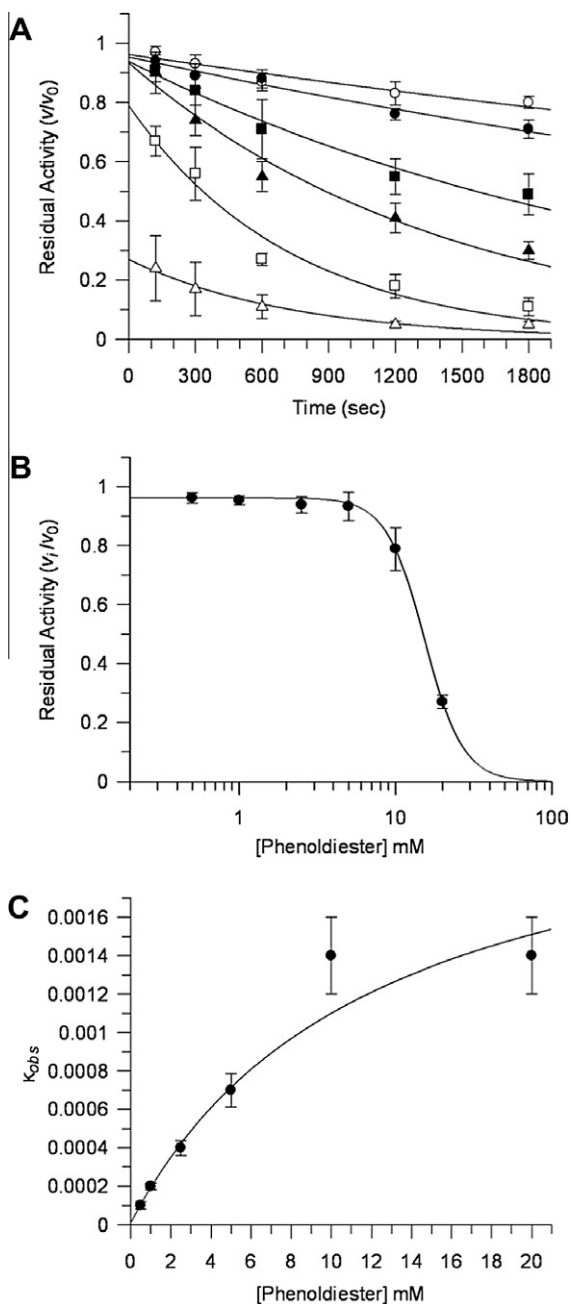 A
Residual Activity (v/v0)
1
0.8
0.6
0.4
0.2
0
0 300 600 900 1200 1500 1800
Time (sec)
B
Residual Activity (vi/v0)
1
0.8
0.6
0.4
0.2
0
1 10 100
[Phenoldiester] mM
C
κobs
0.0016
0.0014
0.0012
0.001
0.0008
0.0006
0.0004
0.0002
0
0 2 4 6 8 10 12 14 16 18 20
[Phenoldiester] mM